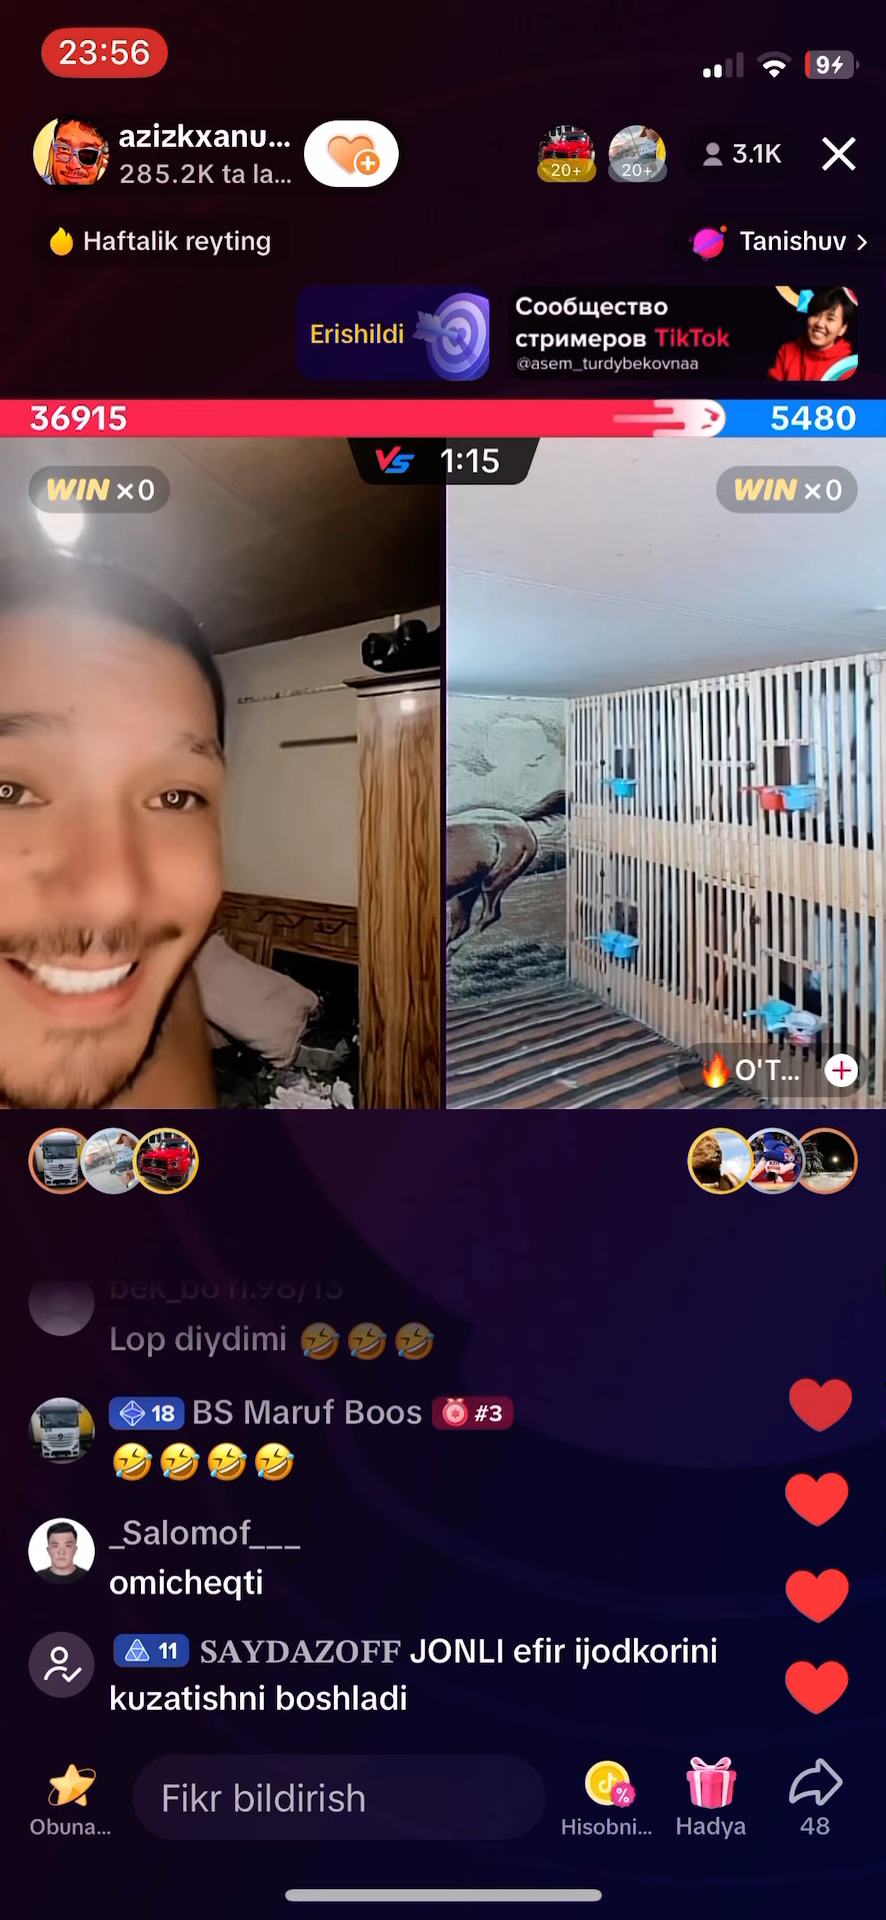 23:56
9
azizkxanu...
285.2K ta la...
20+
20+
3.1K
Haftalik reyting
Tanishuv >
Erishildi
Сообщество
стримеров TikTok
@asem_turdybekovnaa
36915
5480
VS 1:15
WIN ×0
WIN ×0
🔥O'T...
Lop diydimi 🤣🤣🤣
18 BS Maruf Boos #3
🤣🤣🤣🤣
_Salomof___
omicheqti
11 SAYDAZOFF JONLI efir ijodkorini
kuzatishni boshladi
Obuna...
Fikr bildirish
Hisobni...
Hadya
48